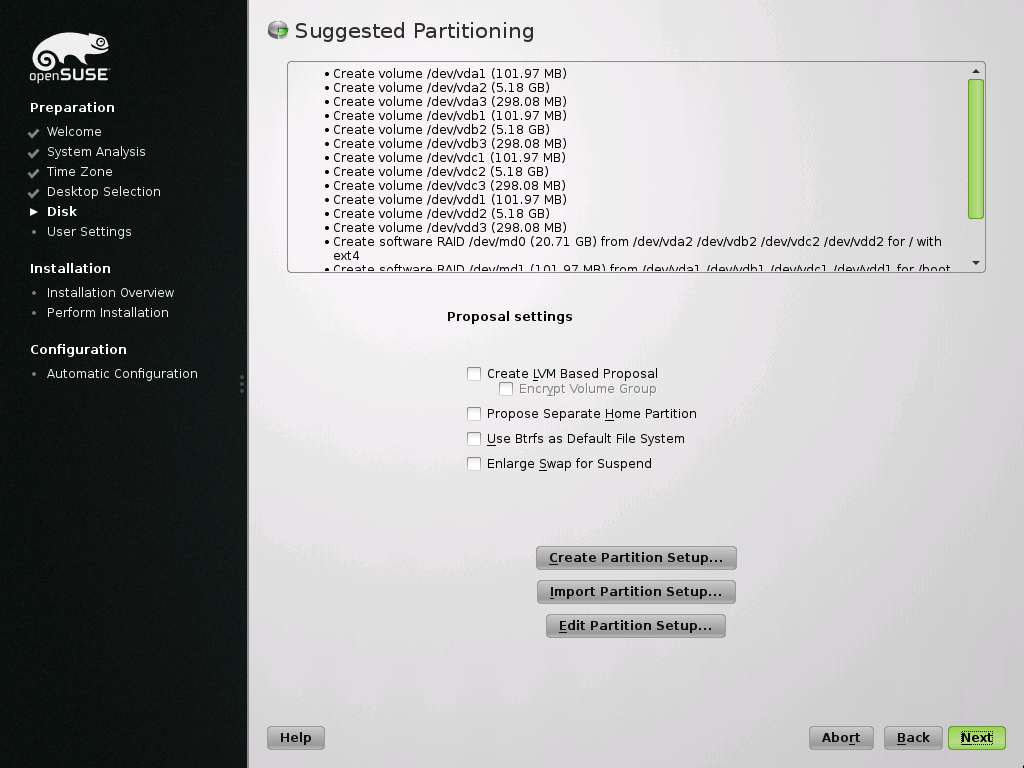 openSUSE
Preparation
Welcome
System Analysis
Time Zone
Desktop Selection
Disk
User Settings
Installation
Installation Overview
Perform Installation
Configuration
Automatic Configuration
Suggested Partitioning
• Create volume /dev/vda1 (101.97 MB)
• Create volume /dev/vda2 (5.18 GB)
• Create volume /dev/vda3 (298.08 MB)
• Create volume /dev/vdb1 (101.97 MB)
• Create volume /dev/vdb2 (5.18 GB)
• Create volume /dev/vdb3 (298.08 MB)
• Create volume /dev/vdc1 (101.97 MB)
• Create volume /dev/vdc2 (5.18 GB)
• Create volume /dev/vdc3 (298.08 MB)
• Create volume /dev/vdd1 (101.97 MB)
• Create volume /dev/vdd2 (5.18 GB)
• Create volume /dev/vdd3 (298.08 MB)
• Create software RAID /dev/md0 (20.71 GB) from /dev/vda2 /dev/vdb2 /dev/vdc2 /dev/vdd2 for / with
ext4
• Create software RAID /dev/md1 (101.97 MB) from /dev/vda1 /dev/vdb1 /dev/vdc1 /dev/vdd1 for /boot
Proposal settings
Create LVM Based Proposal
Encrypt Volume Group
Propose Separate Home Partition
Use Btrfs as Default File System
Enlarge Swap for Suspend
Create Partition Setup...
Import Partition Setup...
Edit Partition Setup...
Help
Abort
Back
Next